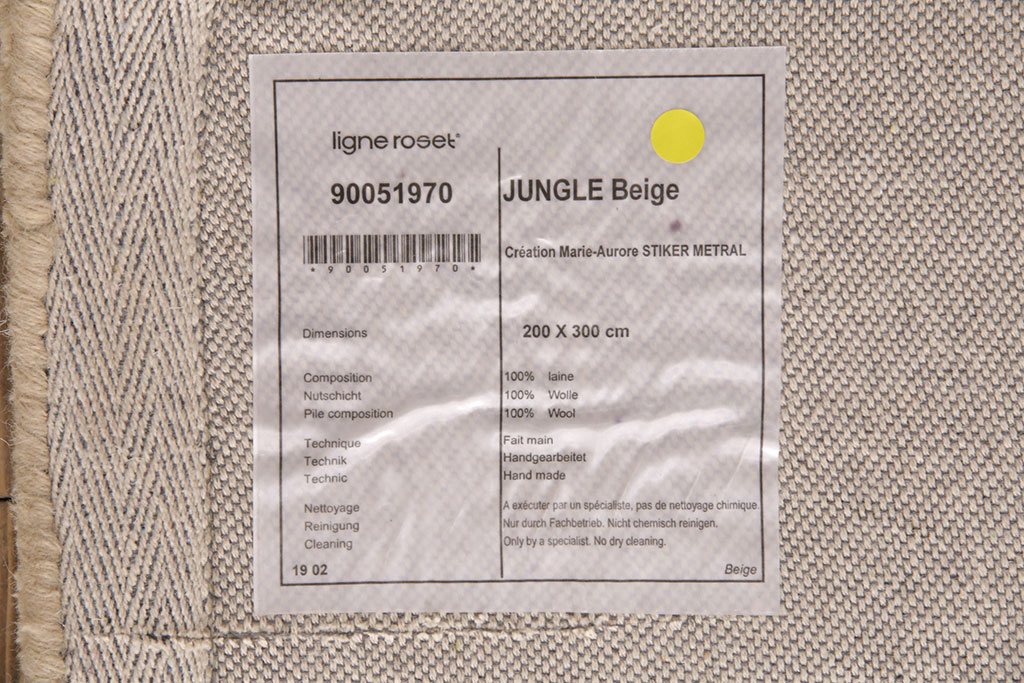 ligne roset®
90051970
JUNGLE Beige
*90051970*
Création Marie-Aurore STIKER METRAL
Dimensions 200 X 300 cm
Composition 100% laine
Nutschicht 100% Wolle
Pile composition 100% Wool
Technique Fait main
Technik Handgearbeitet
Technic Hand made
Nettoyage A exécuter par un spécialiste, pas de nettoyage chimique.
Reinigung Nur durch Fachbetrieb. Nicht chemisch reinigen.
Cleaning Only by a specialist. No dry cleaning.
19 02 Beige